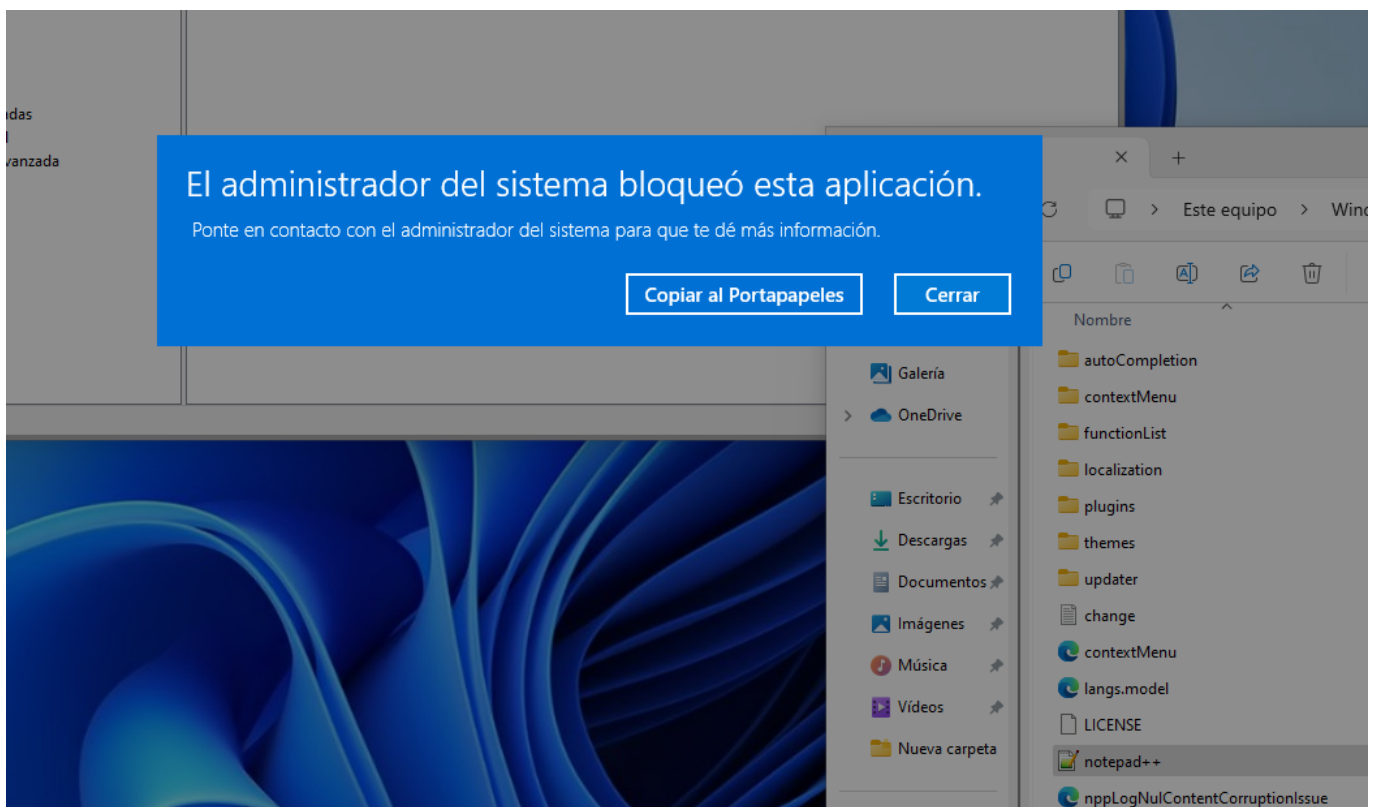 adas
vanzada
El administrador del sistema bloqueó esta aplicación.
Ponte en contacto con el administrador del sistema para que te dé más información.
Copiar al Portapapeles
Cerrar
Este equipo
Nombre
Galería
OneDrive
Escritorio
Descargas
Documentos
Imágenes
Música
Vídeos
Nueva carpeta
autoCompletion
contextMenu
functionList
localization
plugins
themes
updater
change
contextMenu
langs.model
LICENSE
notepad++
nppLogNulContentCorruptionIssue